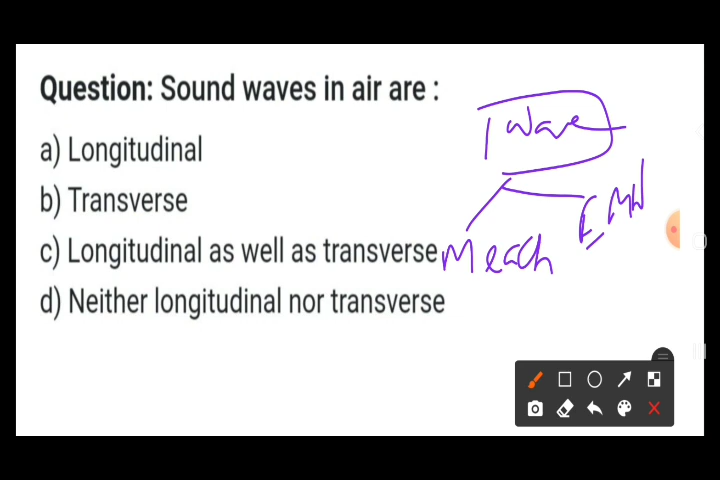 Question: Sound waves in air are :
Wave
a) Longitudinal
b) Transverse
EMW
c) Longitudinal as well as transverse
Mech
d) Neither longitudinal nor transverse